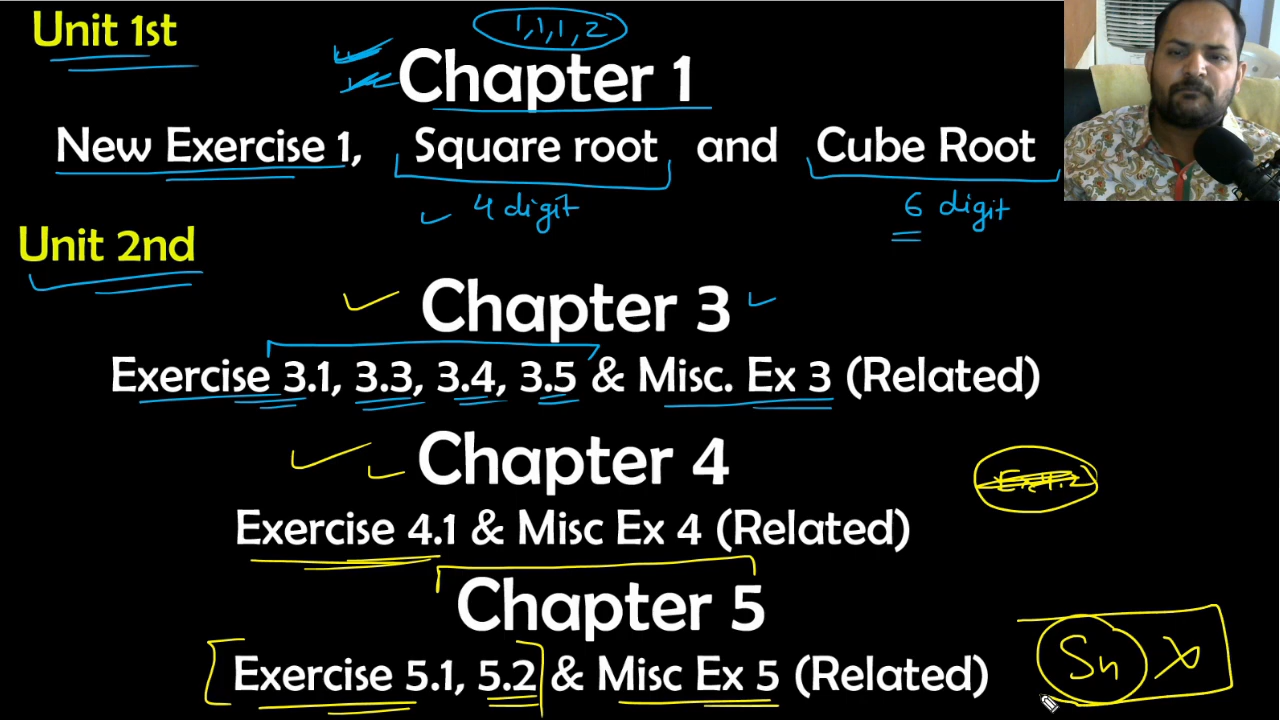 Unit 1st
1,1,1,2
Chapter 1
New Exercise 1, Square root and Cube Root
4 digit
6 digit
Unit 2nd
Chapter 3
Exercise 3.1, 3.3, 3.4, 3.5 & Misc. Ex 3 (Related)
Chapter 4
Exercise 4.1 & Misc Ex 4 (Related)
Chapter 5
Exercise 5.1, 5.2 & Misc Ex 5 (Related)
Sn